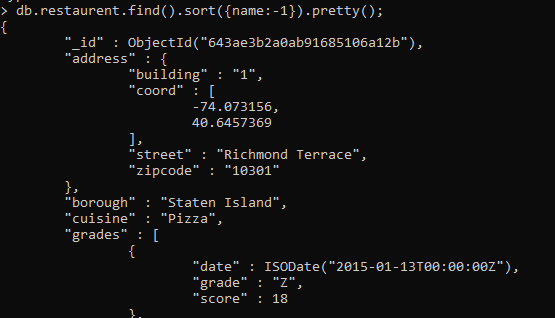 > db.restaurent.find().sort({name:-1}).pretty();
{
"_id" : ObjectId("643ae3b2a0ab91685106a12b"),
"address" : {
"building" : "1",
"coord" : [
-74.073156,
40.6457369
],
"street" : "Richmond Terrace",
"zipcode" : "10301"
},
"borough" : "Staten Island",
"cuisine" : "Pizza",
"grades" : [
{
"date" : ISODate("2015-01-13T00:00:00Z"),
"grade" : "Z",
"score" : 18
},